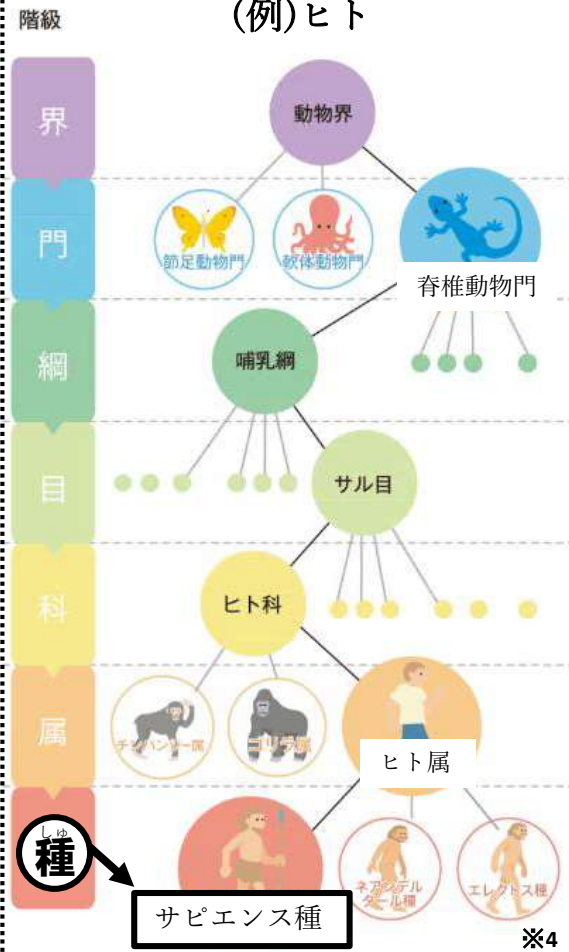 階級
(例)ヒト
界
動物界
門
節足動物門
軟体動物門
脊椎動物門
綱
哺乳綱
目
サル目
科
ヒト科
属
チンパンジー属
ゴリラ属
ヒト属
しゅ
種
サピエンス種
ネアンデル
タール種
エレクトス種
※4